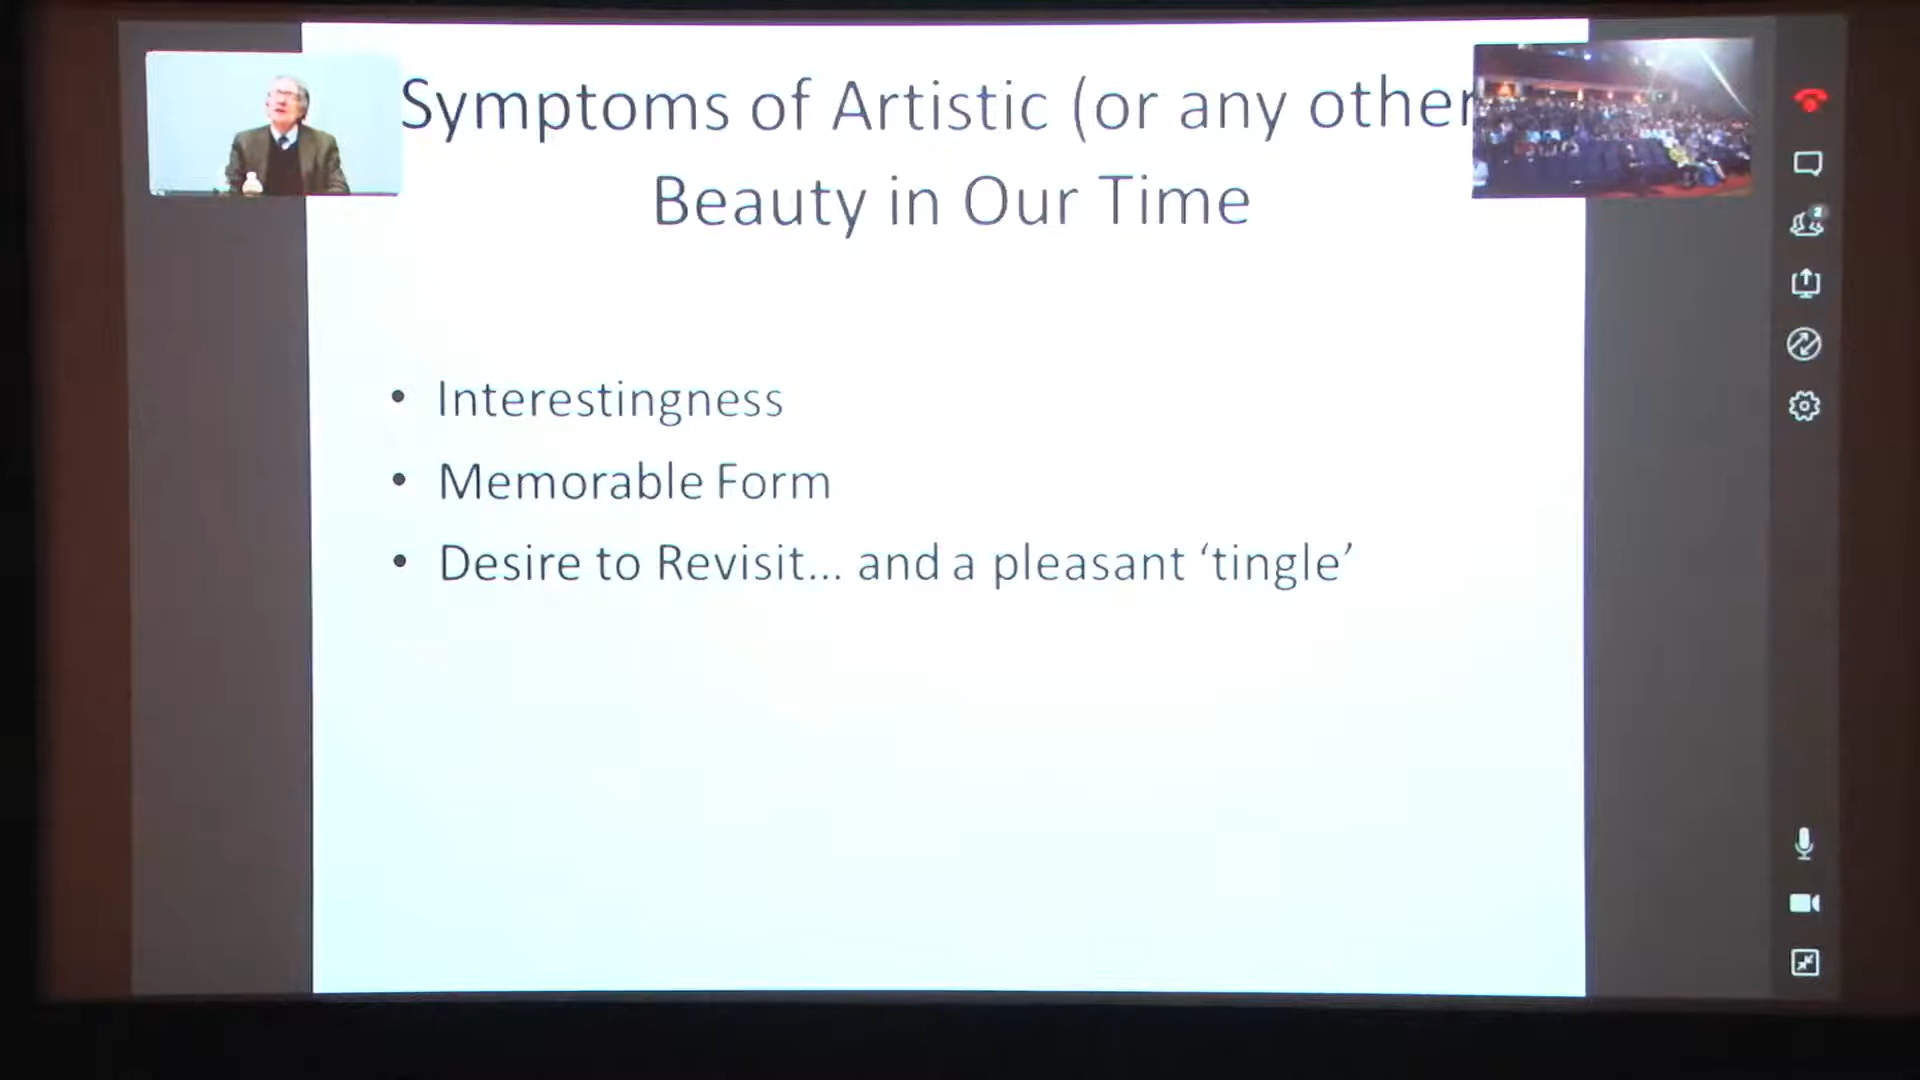 Symptoms of Artistic (or any other
Beauty in Our Time
• Interestingness
• Memorable Form
• Desire to Revisit... and a pleasant ‘tingle’
2